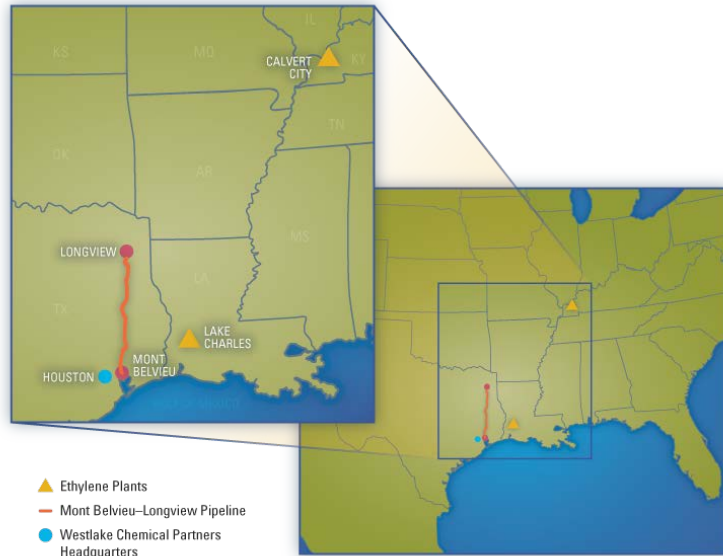 IL
KS
MO
KY
CALVERT
CITY
TN
OK
AR
MS
LONGVIEW
LA
TX
LAKE
CHARLES
MONT
BELVIEU
HOUSTON
Ethylene Plants
Mont Belvieu–Longview Pipeline
Westlake Chemical Partners
Headquarters